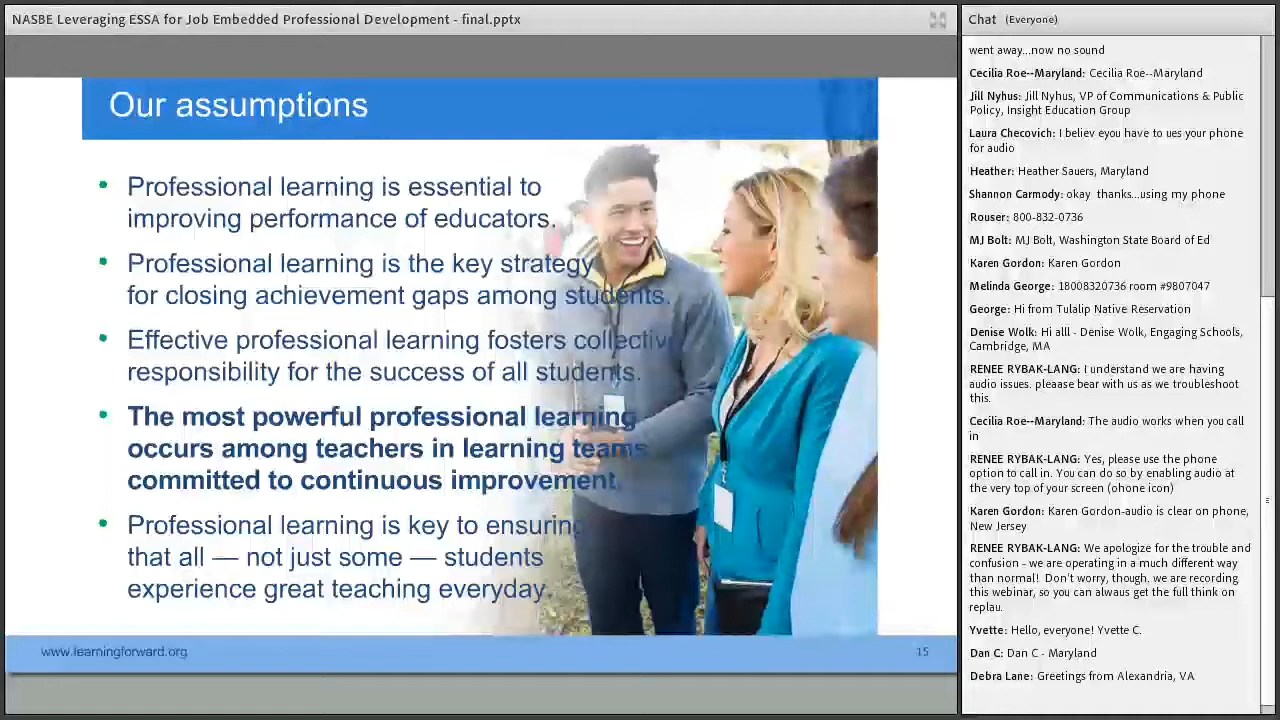 NASBE Leveraging ESSA for Job Embedded Professional Development - final.pptx
Our assumptions
• Professional learning is essential to
improving performance of educators.
• Professional learning is the key strategy
for closing achievement gaps among students.
• Effective professional learning fosters collective
responsibility for the success of all students.
• The most powerful professional learning
occurs among teachers in learning teams
committed to continuous improvement.
• Professional learning is key to ensuring
that all — not just some — students
experience great teaching everyday.
www.learningforward.org
15
Chat (Everyone)
went away...now no sound
Cecilia Roe--Maryland: Cecilia Roe--Maryland
Jill Nyhus: Jill Nyhus, VP of Communications & Public
Policy, Insight Education Group
Laura Checovich: I believ eyou have to ues your phone
for audio
Heather: Heather Sauers, Maryland
Shannon Carmody: okay thanks...using my phone
Rouser: 800-832-0736
MJ Bolt: MJ Bolt, Washington State Board of Ed
Karen Gordon: Karen Gordon
Melinda George: 18008320736 room #9807047
George: Hi from Tulalip Native Reservation
Denise Wolk: Hi alll - Denise Wolk, Engaging Schools,
Cambridge, MA
RENEE RYBAK-LANG: I understand we are having
audio issues. pleaase bear with us as we troubleshoot
this.
Cecilia Roe--Maryland: The audio works when you call
in
RENEE RYBAK-LANG: Yes, please use the phone
option to call in. You can do so by enabling audio at
the very top of your screen (ohone icon)
Karen Gordon: Karen Gordon-audio is clear on phone,
New Jersey
RENEE RYBAK-LANG: We apologize for the trouble and
confusion - we are operating in a much different way
than normal! Don't worry, though, we are recording
this webinar, so you can alwaus get the full think on
replau.
Yvette: Hello, everyone! Yvette C.
Dan C: Dan C - Maryland
Debra Lane: Greetings from Alexandria, VA